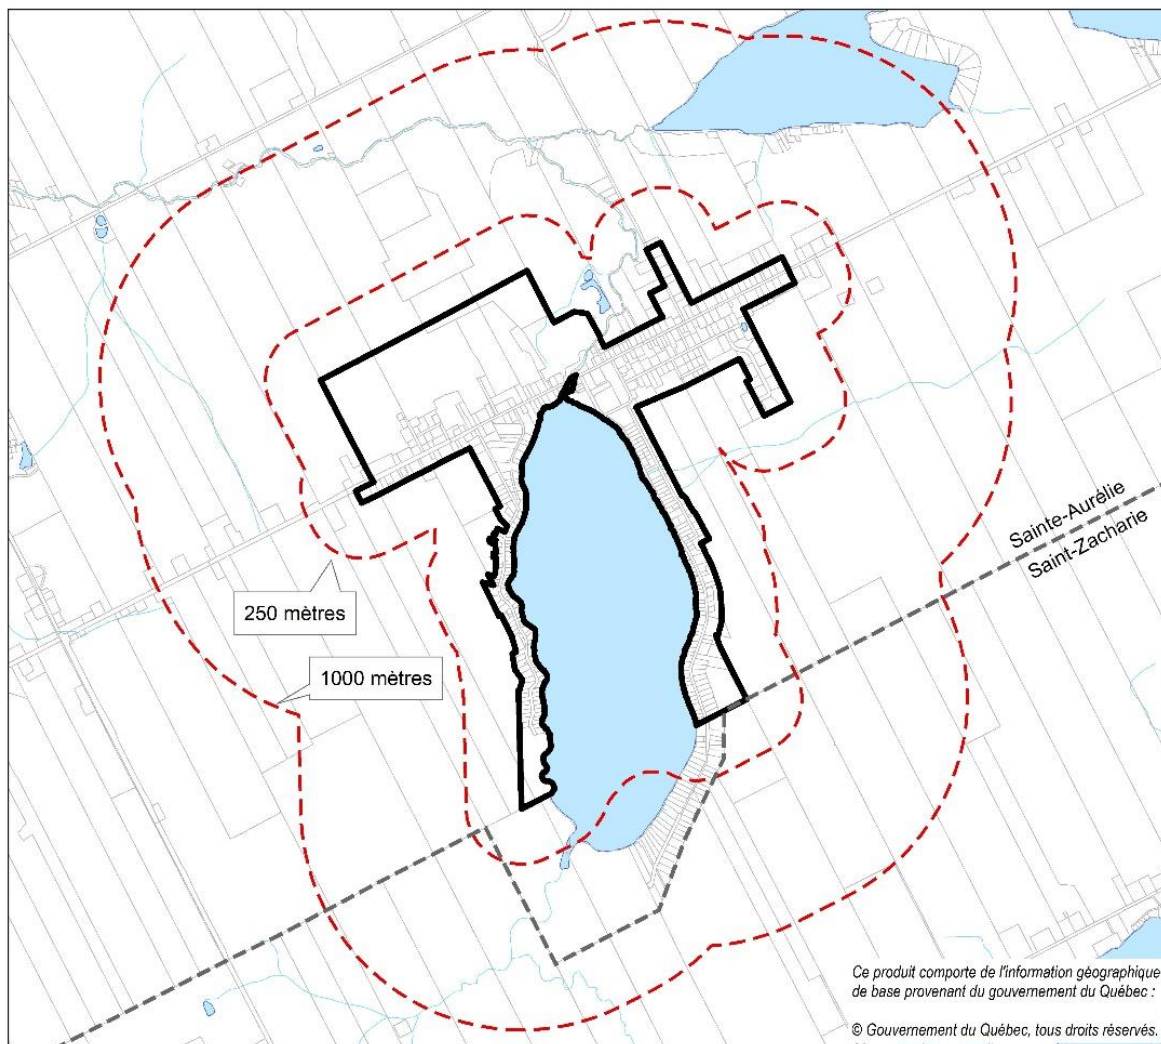 Sainte-Aurélie
Saint-Zacharie
250 mètres
1000 mètres
Ce produit comporte de l'information géographique
de base provenant du gouvernement du Québec :
© Gouvernement du Québec, tous droits réservés.